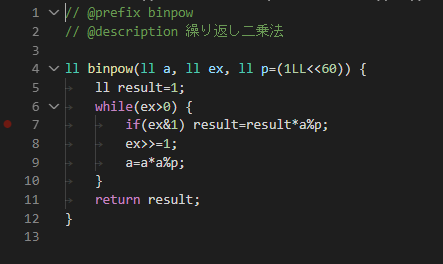 1 // @prefix binpow
2 // @description 繰り返し二乗法
3
4 ll binpow(ll a, ll ex, ll p=(1LL<<60)) {
5 ll result=1;
6 while(ex>0) {
7 if(ex&1) result=result*a%p;
8 ex>>=1;
9 a=a*a%p;
10 }
11 return result;
12 }
13